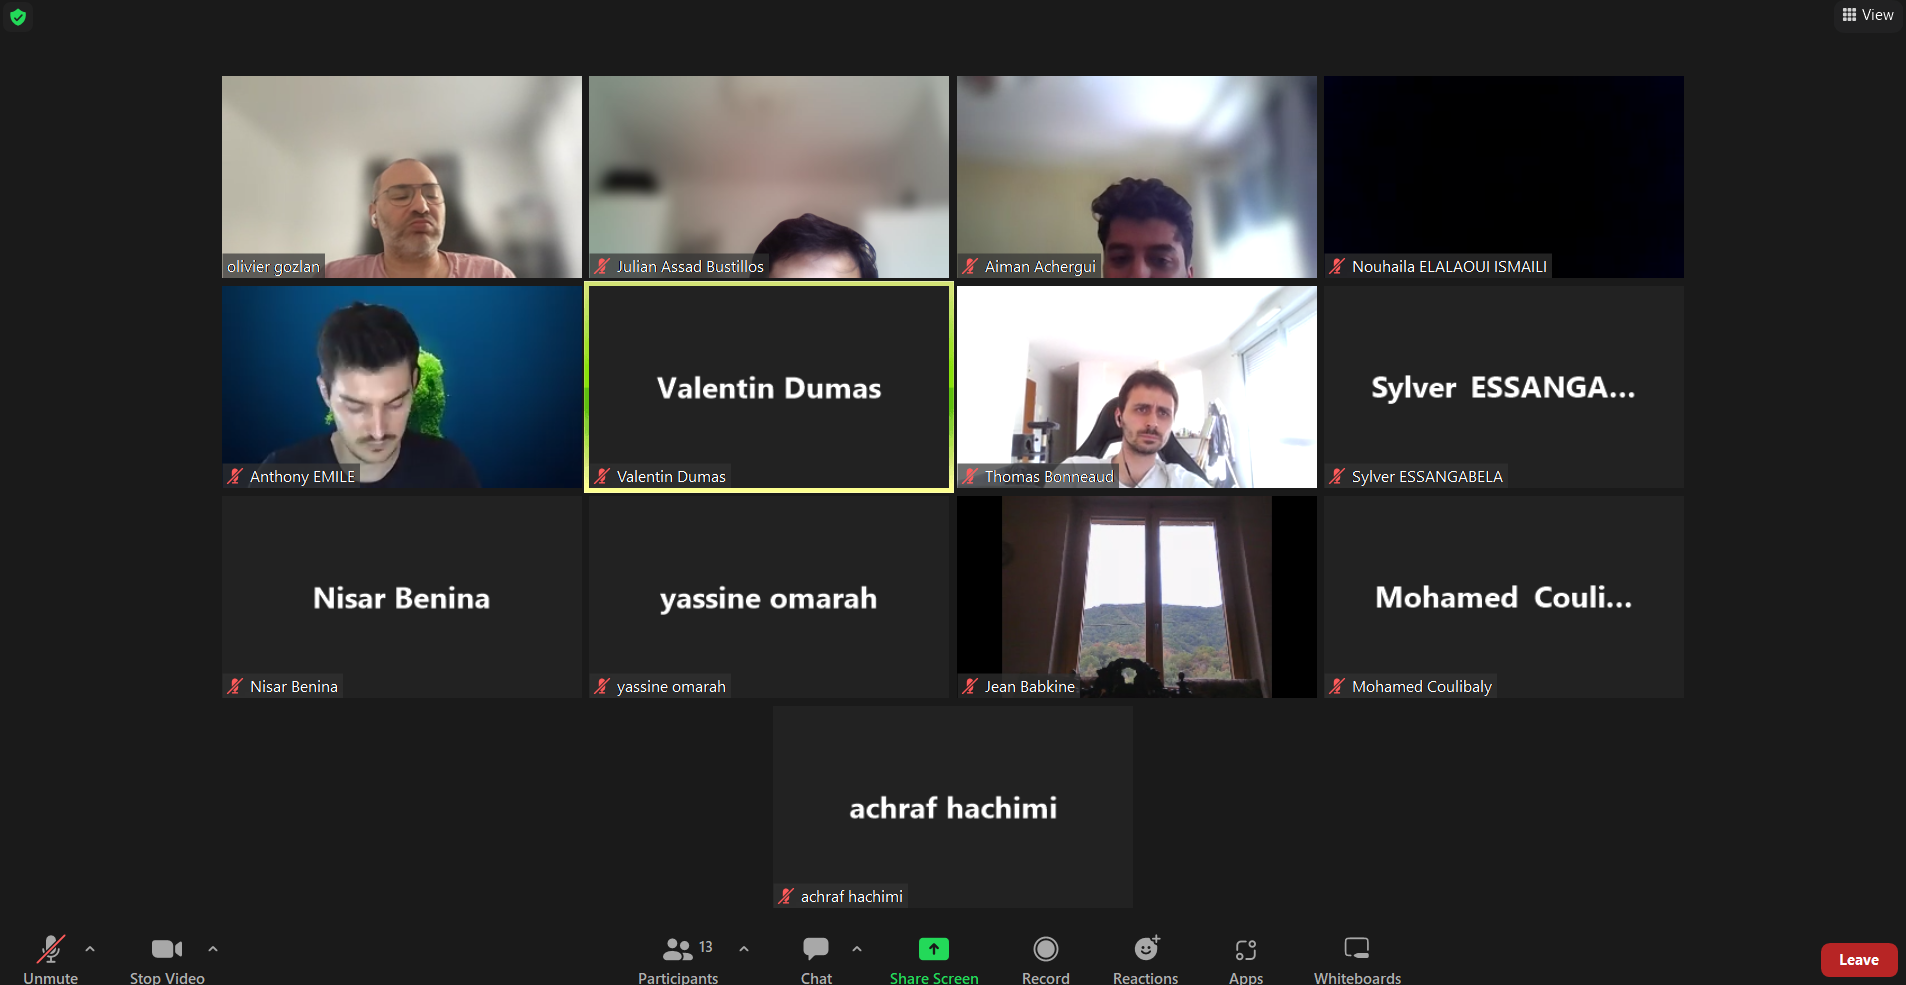 View
olivier gozlan
Julian Assad Bustillos
Aiman Achergui
Nouhaila ELALAOUI ISMAILI
Anthony EMILE
Valentin Dumas
Valentin Dumas
Thomas Bonneaud
Sylver ESSANGA...
Sylver ESSANGABELA
Nisar Benina
Nisar Benina
yassine omarah
yassine omarah
Jean Babkine
Mohamed Couli...
Mohamed Coulibaly
achraf hachimi
achraf hachimi
Unmute
Stop Video
13
Participants
Chat
Share Screen
Record
Reactions
Apps
Whiteboards
Leave